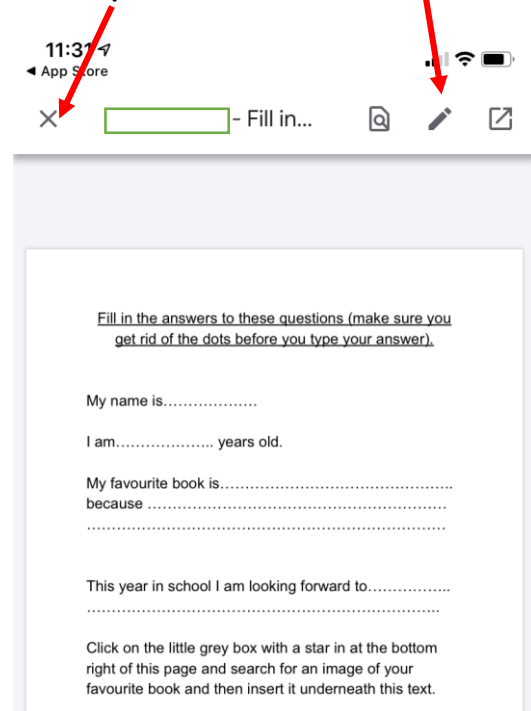 11:31
◄ App Store
- Fill in...
Fill in the answers to these questions (make sure you
get rid of the dots before you type your answer).
My name is...................
I am.................... years old.
My favourite book is...............................................
because ............................................................
........................................................................
This year in school I am looking forward to.................
.......................................................................
Click on the little grey box with a star in at the bottom
right of this page and search for an image of your
favourite book and then insert it underneath this text.